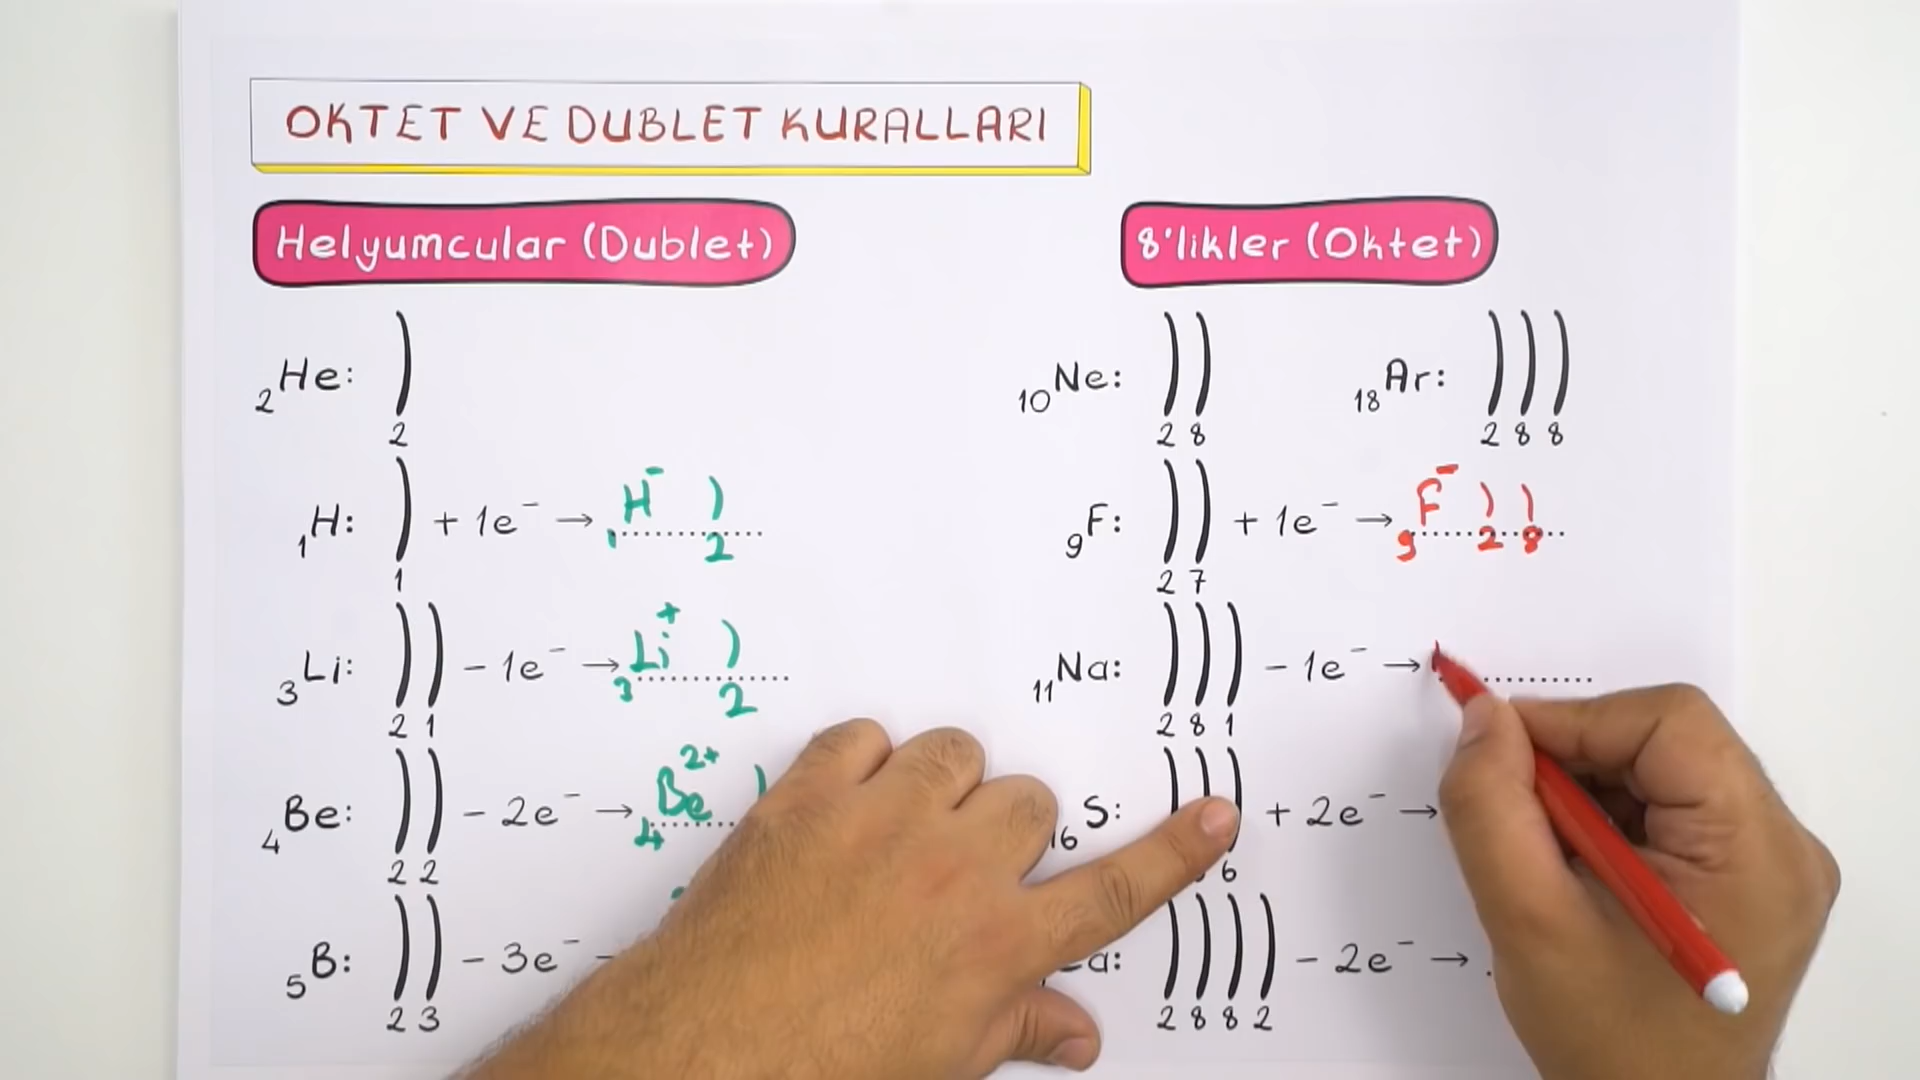 OKTET VE DUBLET KURALLARI
Helyumcular (Dublet)
2He:
2
1H: + 1e⁻ → 1H⁻
1 2
3Li: - 1e⁻ → 3Li⁺
2 1 2
4Be: - 2e⁻ → 4Be²⁺
2 2
5B: - 3e⁻
2 3
8'likler (Oktet)
10Ne: 18Ar:
2 8 2 8 8
9F: + 1e⁻ → 9F⁻ 2 8
2 7
11Na: - 1e⁻ →
2 8 1
16S: + 2e⁻ →
6
a: - 2e⁻ →
2 8 8 2